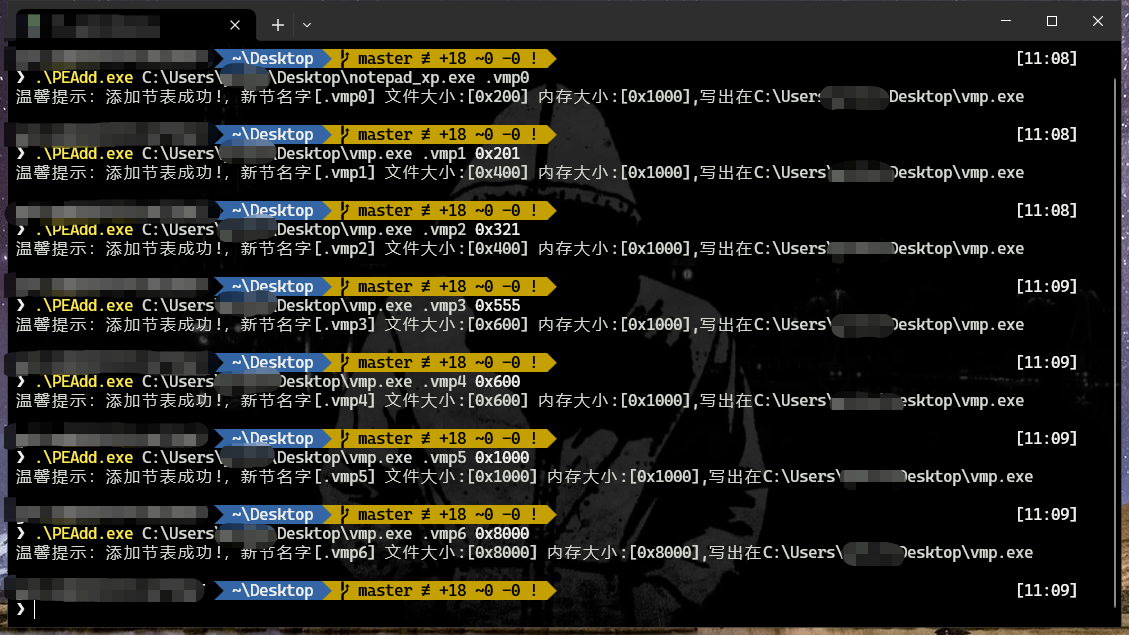 ~\Desktop master ≢ +18 ~0 -0 ! [11:08]
❯ .\PEAdd.exe C:\Users\ \Desktop\notepad_xp.exe .vmp0
温馨提示: 添加节表成功!, 新节名字[.vmp0] 文件大小:[0x200] 内存大小:[0x1000],写出在C:\Users Desktop\vmp.exe
~\Desktop master ≢ +18 ~0 -0 ! [11:08]
❯ .\PEAdd.exe C:\Users\ Desktop\vmp.exe .vmp1 0x201
温馨提示: 添加节表成功!, 新节名字[.vmp1] 文件大小:[0x400] 内存大小:[0x1000],写出在C:\Users\ Desktop\vmp.exe
~\Desktop master ≢ +18 ~0 -0 ! [11:08]
❯ .\PEAdd.exe C:\Users\ Desktop\vmp.exe .vmp2 0x321
温馨提示: 添加节表成功!, 新节名字[.vmp2] 文件大小:[0x400] 内存大小:[0x1000],写出在C:\Users\ Desktop\vmp.exe
~\Desktop master ≢ +18 ~0 -0 ! [11:09]
❯ .\PEAdd.exe C:\Users\ Desktop\vmp.exe .vmp3 0x555
温馨提示: 添加节表成功!, 新节名字[.vmp3] 文件大小:[0x600] 内存大小:[0x1000],写出在C:\Users\ Desktop\vmp.exe
~\Desktop master ≢ +18 ~0 -0 ! [11:09]
❯ .\PEAdd.exe C:\Users\ Desktop\vmp.exe .vmp4 0x600
温馨提示: 添加节表成功!, 新节名字[.vmp4] 文件大小:[0x600] 内存大小:[0x1000],写出在C:\Users\ esktop\vmp.exe
~\Desktop master ≢ +18 ~0 -0 ! [11:09]
❯ .\PEAdd.exe C:\Users\ Desktop\vmp.exe .vmp5 0x1000
温馨提示: 添加节表成功!, 新节名字[.vmp5] 文件大小:[0x1000] 内存大小:[0x1000],写出在C:\Users\ Desktop\vmp.exe
~\Desktop master ≢ +18 ~0 -0 ! [11:09]
❯ .\PEAdd.exe C:\Users\ Desktop\vmp.exe .vmp6 0x8000
温馨提示: 添加节表成功!, 新节名字[.vmp6] 文件大小:[0x8000] 内存大小:[0x8000],写出在C:\Users\ Desktop\vmp.exe
~\Desktop master ≢ +18 ~0 -0 ! [11:09]
❯